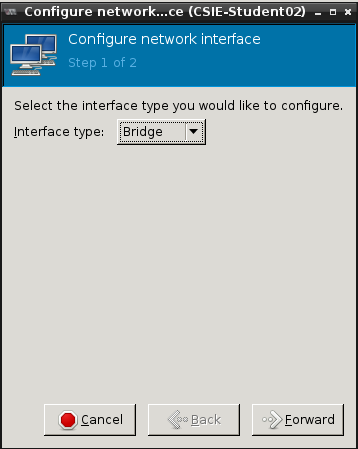 Configure network...ce (CSIE-Student02)
Configure network interface
Step 1 of 2
Select the interface type you would like to configure.
Interface type: Bridge
Cancel Back Forward